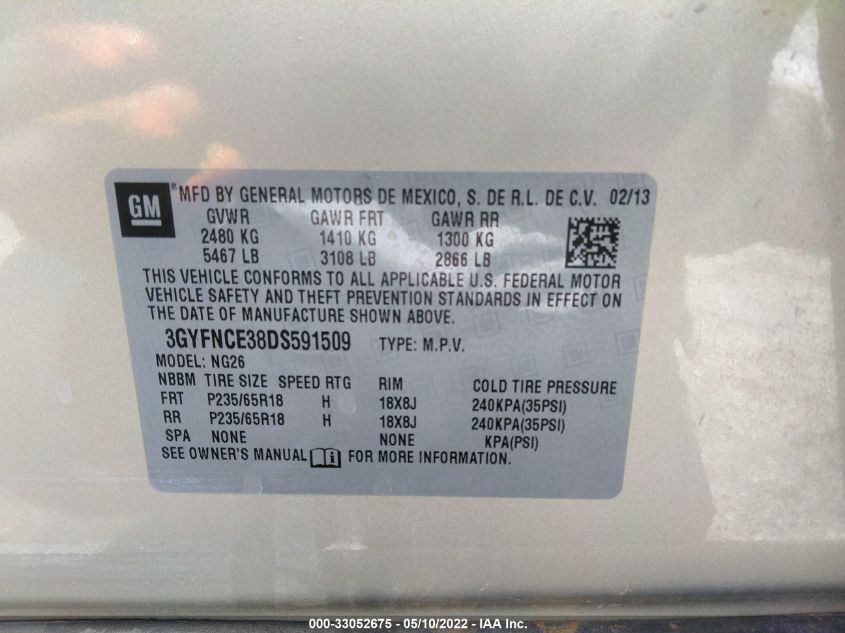 GM ® MFD BY GENERAL MOTORS DE MEXICO, S. DE R.L. DE C.V. 02/13
GVWR GAWR FRT GAWR RR
2480 KG 1410 KG 1300 KG
5467 LB 3108 LB 2866 LB
THIS VEHICLE CONFORMS TO ALL APPLICABLE U.S. FEDERAL MOTOR
VEHICLE SAFETY AND THEFT PREVENTION STANDARDS IN EFFECT ON
THE DATE OF MANUFACTURE SHOWN ABOVE.
3GYFNCE38DS591509 TYPE: M.P.V.
MODEL: NG26
NBBM TIRE SIZE SPEED RTG RIM COLD TIRE PRESSURE
FRT P235/65R18 H 18X8J 240KPA(35PSI)
RR P235/65R18 H 18X8J 240KPA(35PSI)
SPA NONE NONE KPA(PSI)
SEE OWNER'S MANUAL i FOR MORE INFORMATION.
000-33052675 - 05/10/2022 - IAA Inc.